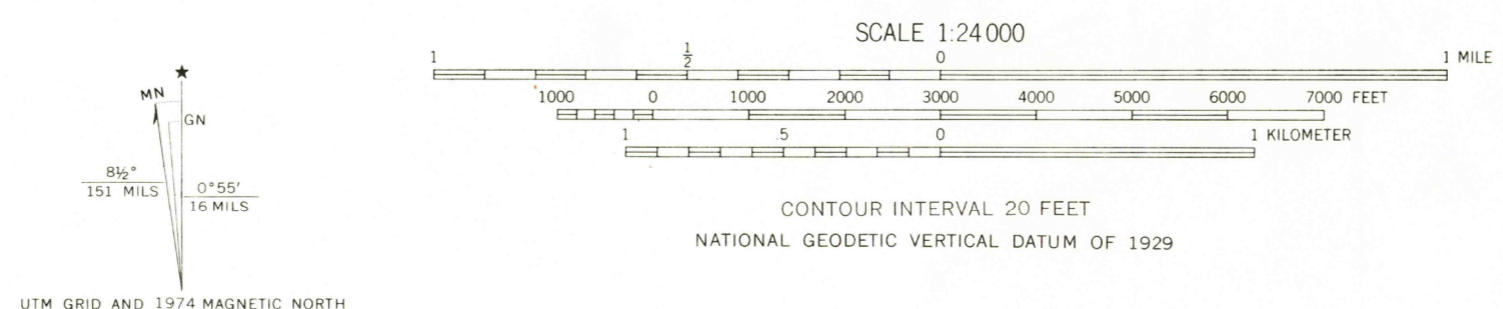 SCALE 1:24 000
1 ½ 0 1 MILE
1000 0 1000 2000 3000 4000 5000 6000 7000 FEET
1 .5 0 1 KILOMETER
CONTOUR INTERVAL 20 FEET
NATIONAL GEODETIC VERTICAL DATUM OF 1929
★
MN
GN
8½°
151 MILS
0°55′
16 MILS
UTM GRID AND 1974 MAGNETIC NORTH